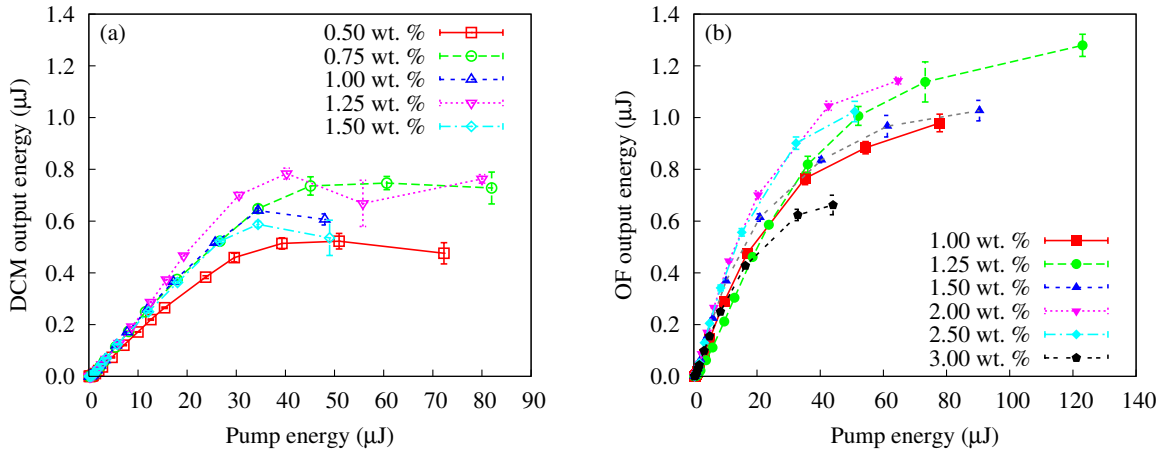 (a)
DCM output energy (μJ)
1.4
1.2
1.0
0.8
0.6
0.4
0.2
0.0
0.50 wt. %
0.75 wt. %
1.00 wt. %
1.25 wt. %
1.50 wt. %
0 10 20 30 40 50 60 70 80 90
Pump energy (μJ)
(b)
OF output energy (μJ)
1.4
1.2
1.0
0.8
0.6
0.4
0.2
0.0
1.00 wt. %
1.25 wt. %
1.50 wt. %
2.00 wt. %
2.50 wt. %
3.00 wt. %
0 20 40 60 80 100 120 140
Pump energy (μJ)